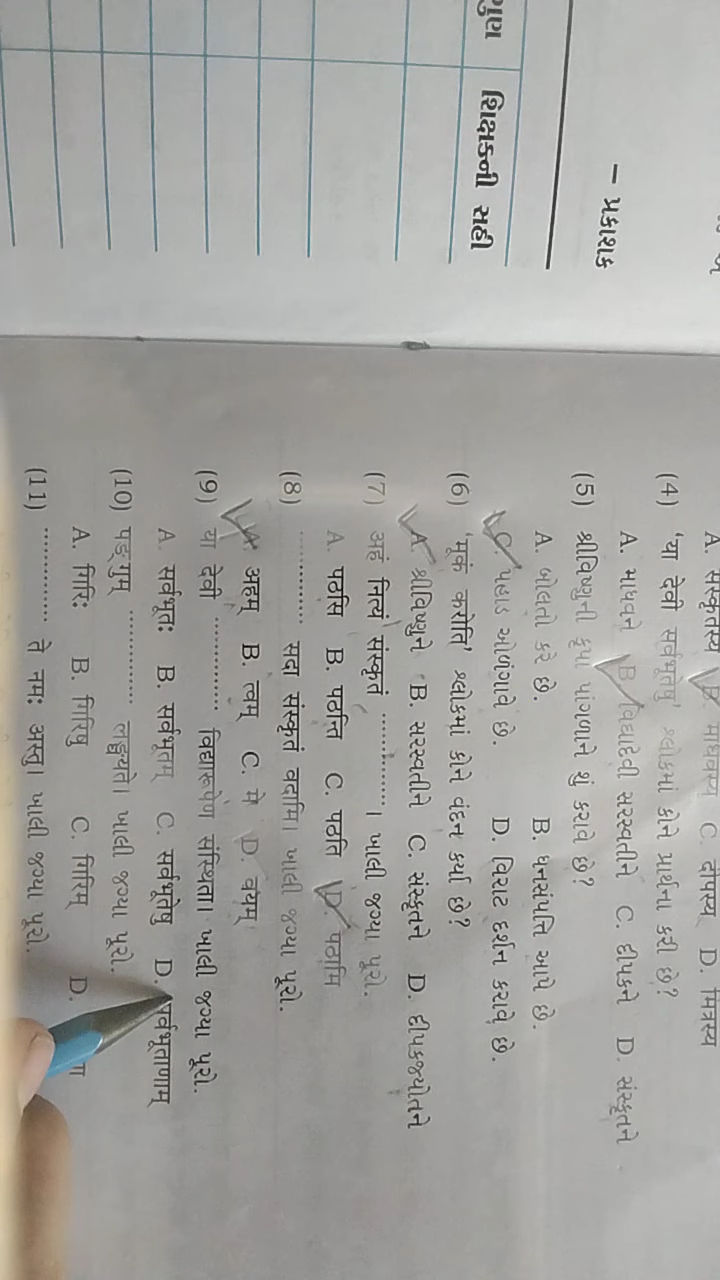 શિક્ષકની સહી
– પ્રકાશક
A. संस्कृतस्य B. माधवस्य C. दीपस्य D. मित्रस्य
(4) ‘या देवी सर्वभूतेषु’ શ્લોકમાં કોને પ્રાર્થના કરી છે?
A. માધવને B. વિદ્યાદેવી સરસ્વતીને C. દીપકને D. સંસ્કૃતને
(5) શ્રીવિષ્ણુની કૃપા પાંગળાને શું કરાવે છે?
A. બોલતો કરે છે. B. ધનસંપત્તિ આપે છે.
C. પહાડ ઓળંગાવે છે. D. વિરાટ દર્શન કરાવે છે.
(6) ‘मूकं करोति’ શ્લોકમાં કોને વંદન કર્યા છે?
A. શ્રીવિષ્ણુને B. સરસ્વતીને C. સંસ્કૃતને D. દીપકજ્યોતને
(7) अहं नित्यं संस्कृतं ..............। ખાલી જગ્યા પૂરો.
A. पठसि B. पठन्ति C. पठति D. पठामि
(8) .............. सदा संस्कृतं वदामि। ખાલી જગ્યા પૂરો.
A. अहम् B. त्वम् C. मे D. वयम्
(9) या देवी .............. विद्यारूपेण संस्थिता। ખાલી જગ્યા પૂરો.
A. सर्वभूतः B. सर्वभूतम् C. सर्वभूतेषु D. सर्वभूताणाम्
(10) पङ्गुम् .............. लङ्घयते। ખાલી જગ્યા પૂરો.
A. गिरिः B. गिरिषु C. गिरिम् D.
(11) .............. ते नमः अस्तु। ખાલી જગ્યા પૂરો.